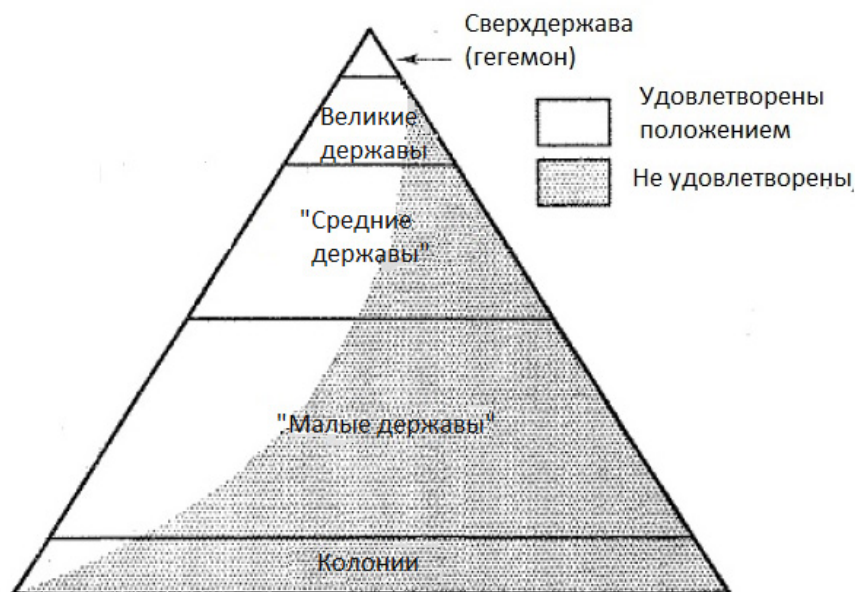 Сверхдержава
(гегемон)
Удовлетворены
положением
Не удовлетворены,
Великие
державы
"Средние
державы"
"Малые державы"
Колонии